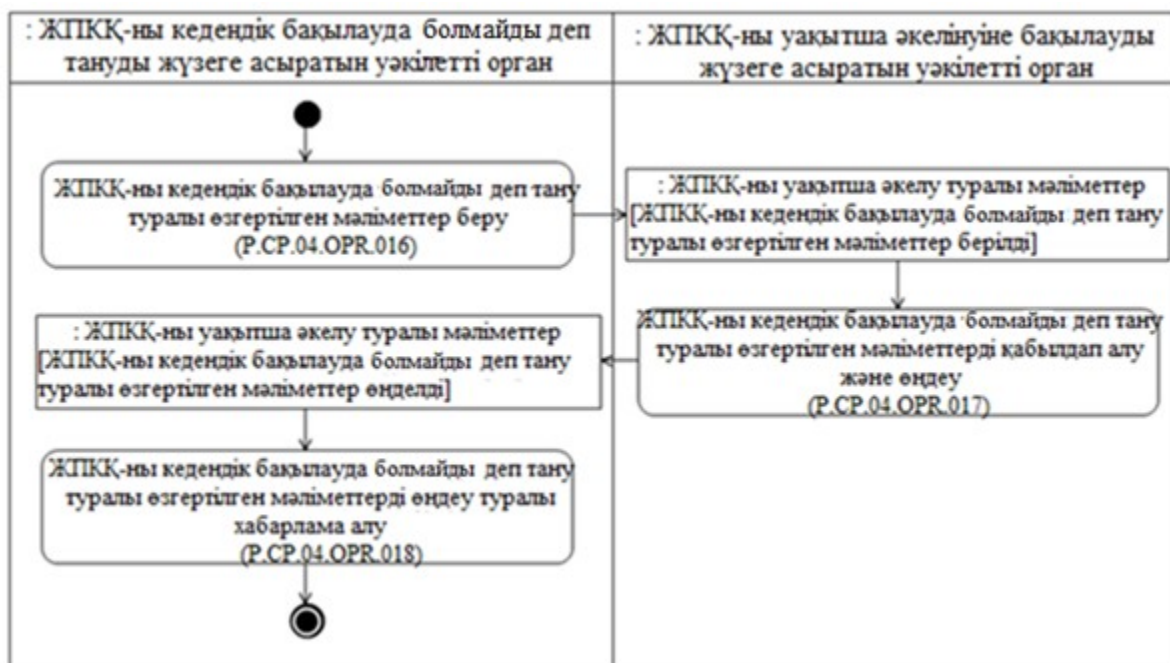 : ЖПКҚ-ны кедендік бақылауда болмайды деп
тануды жүзеге асыратын уәкілетті орган
: ЖПКҚ-ны уақытша әкелінуіне бақылауды
жүзеге асыратын уәкілетті орган
ЖПКҚ-ны кедендік бақылауда болмайды деп тану
туралы өзгертілген мәліметтер беру
(P.CP.04.OPR.016)
: ЖПКҚ-ны уақытша әкелу туралы мәліметтер
[ЖПКҚ-ны кедендік бақылауда болмайды деп тану
туралы өзгертілген мәліметтер берілді]
ЖПКҚ-ны кедендік бақылауда болмайды деп тану
туралы өзгертілген мәліметтерді қабылдап алу
және өңдеу
(P.CP.04.OPR.017)
: ЖПКҚ-ны уақытша әкелу туралы мәліметтер
[ЖПКҚ-ны кедендік бақылауда болмайды деп тану
туралы өзгертілген мәліметтер өңделді]
ЖПКҚ-ны кедендік бақылауда болмайды деп тану
туралы өзгертілген мәліметтерді өңдеу туралы
хабарлама алу
(P.CP.04.OPR.018)